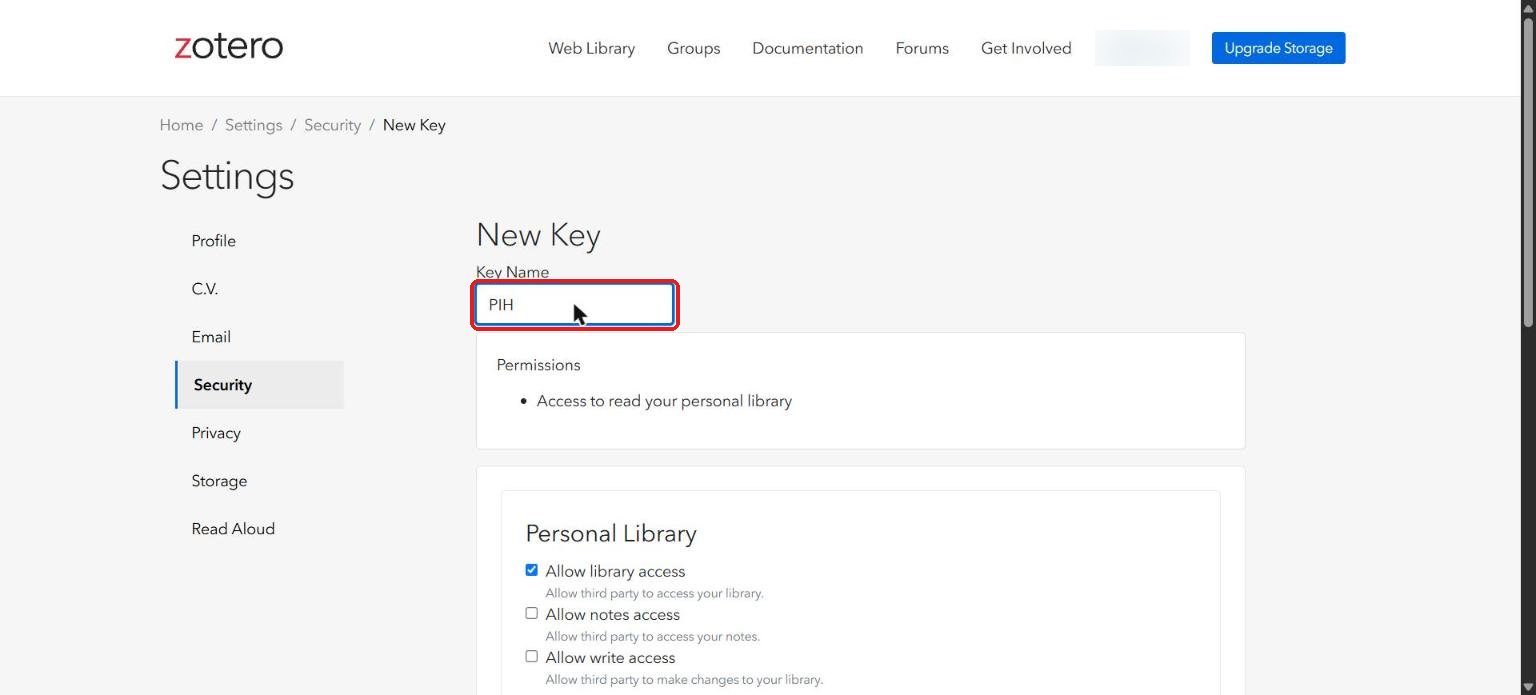 zotero
Web Library Groups Documentation Forums Get Involved Upgrade Storage
Home / Settings / Security / New Key
Settings
Profile
C.V.
Email
Security
Privacy
Storage
Read Aloud
New Key
Key Name
PIH
Permissions
• Access to read your personal library
Personal Library
Allow library access
Allow third party to access your library.
Allow notes access
Allow third party to access your notes.
Allow write access
Allow third party to make changes to your library.